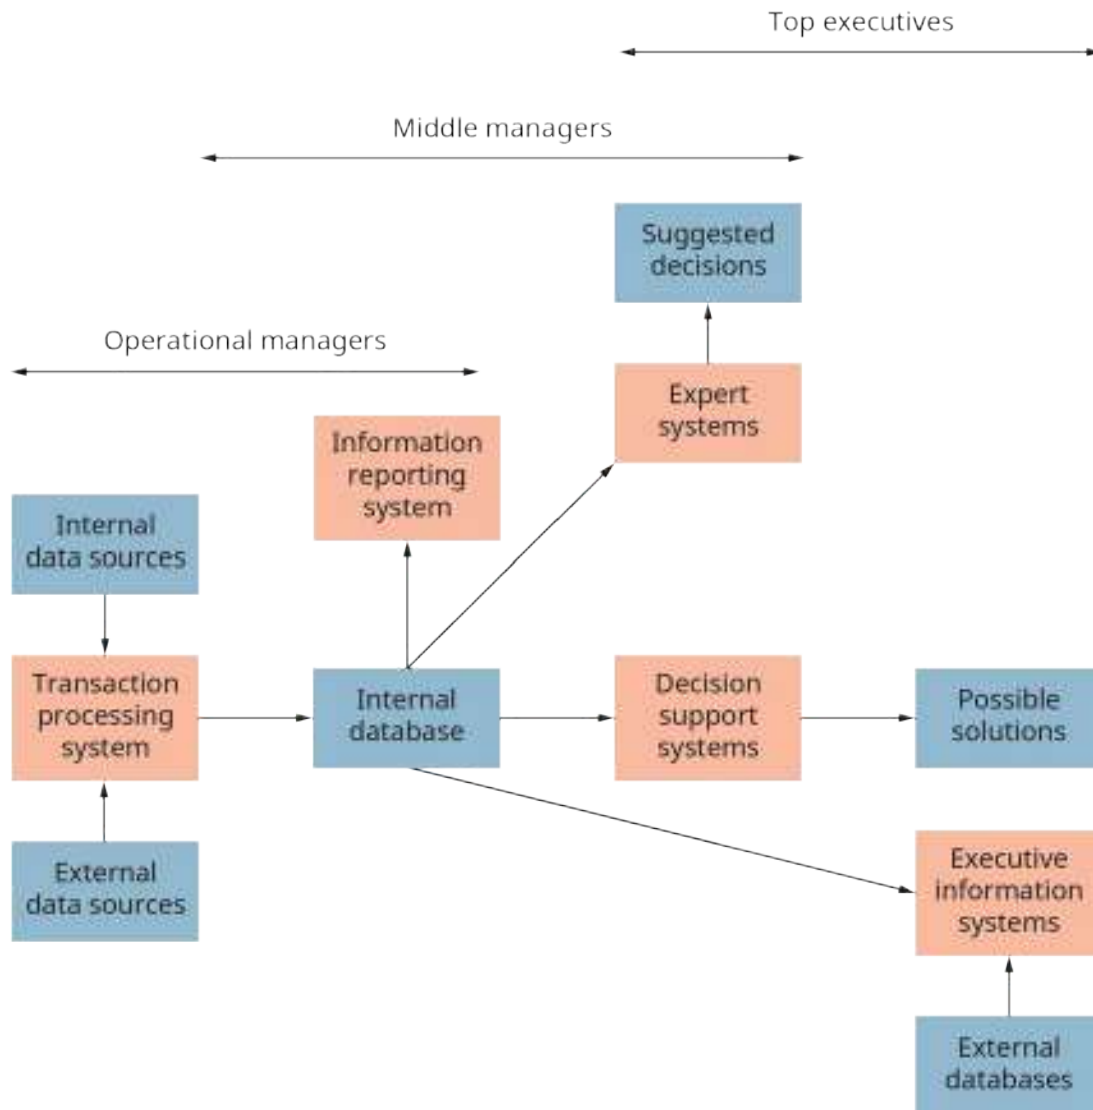 Top executives
Middle managers
Suggested
decisions
Operational managers
Expert
systems
Information
reporting
system
Internal
data sources
Transaction
processing
system
Internal
database
Decision
support
systems
Possible
solutions
External
data sources
Executive
information
systems
External
databases